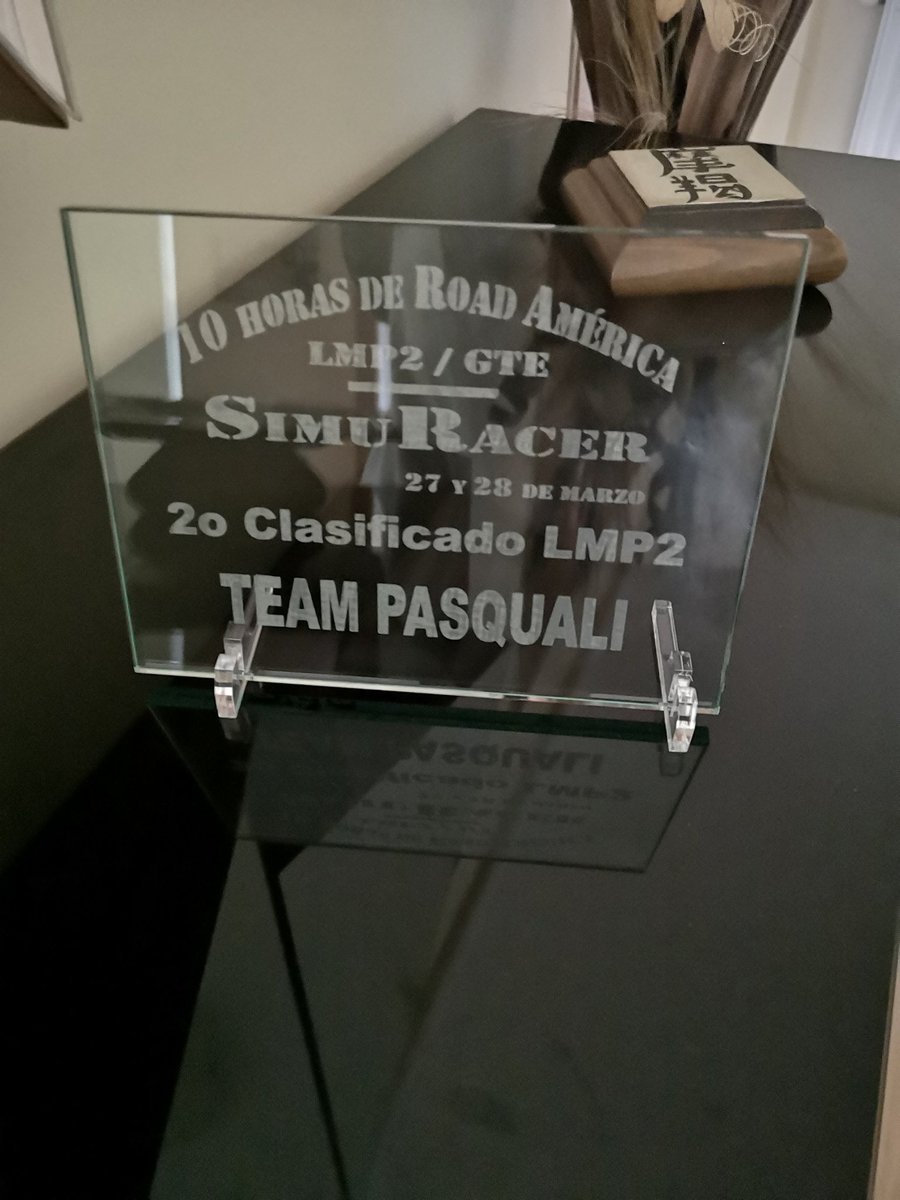 10 HORAS DE ROAD AMÉRICA
LMP2 / GTE
SIMURACER
27 Y 28 DE MARZO
2o Clasificado LMP2
TEAM PASQUALI